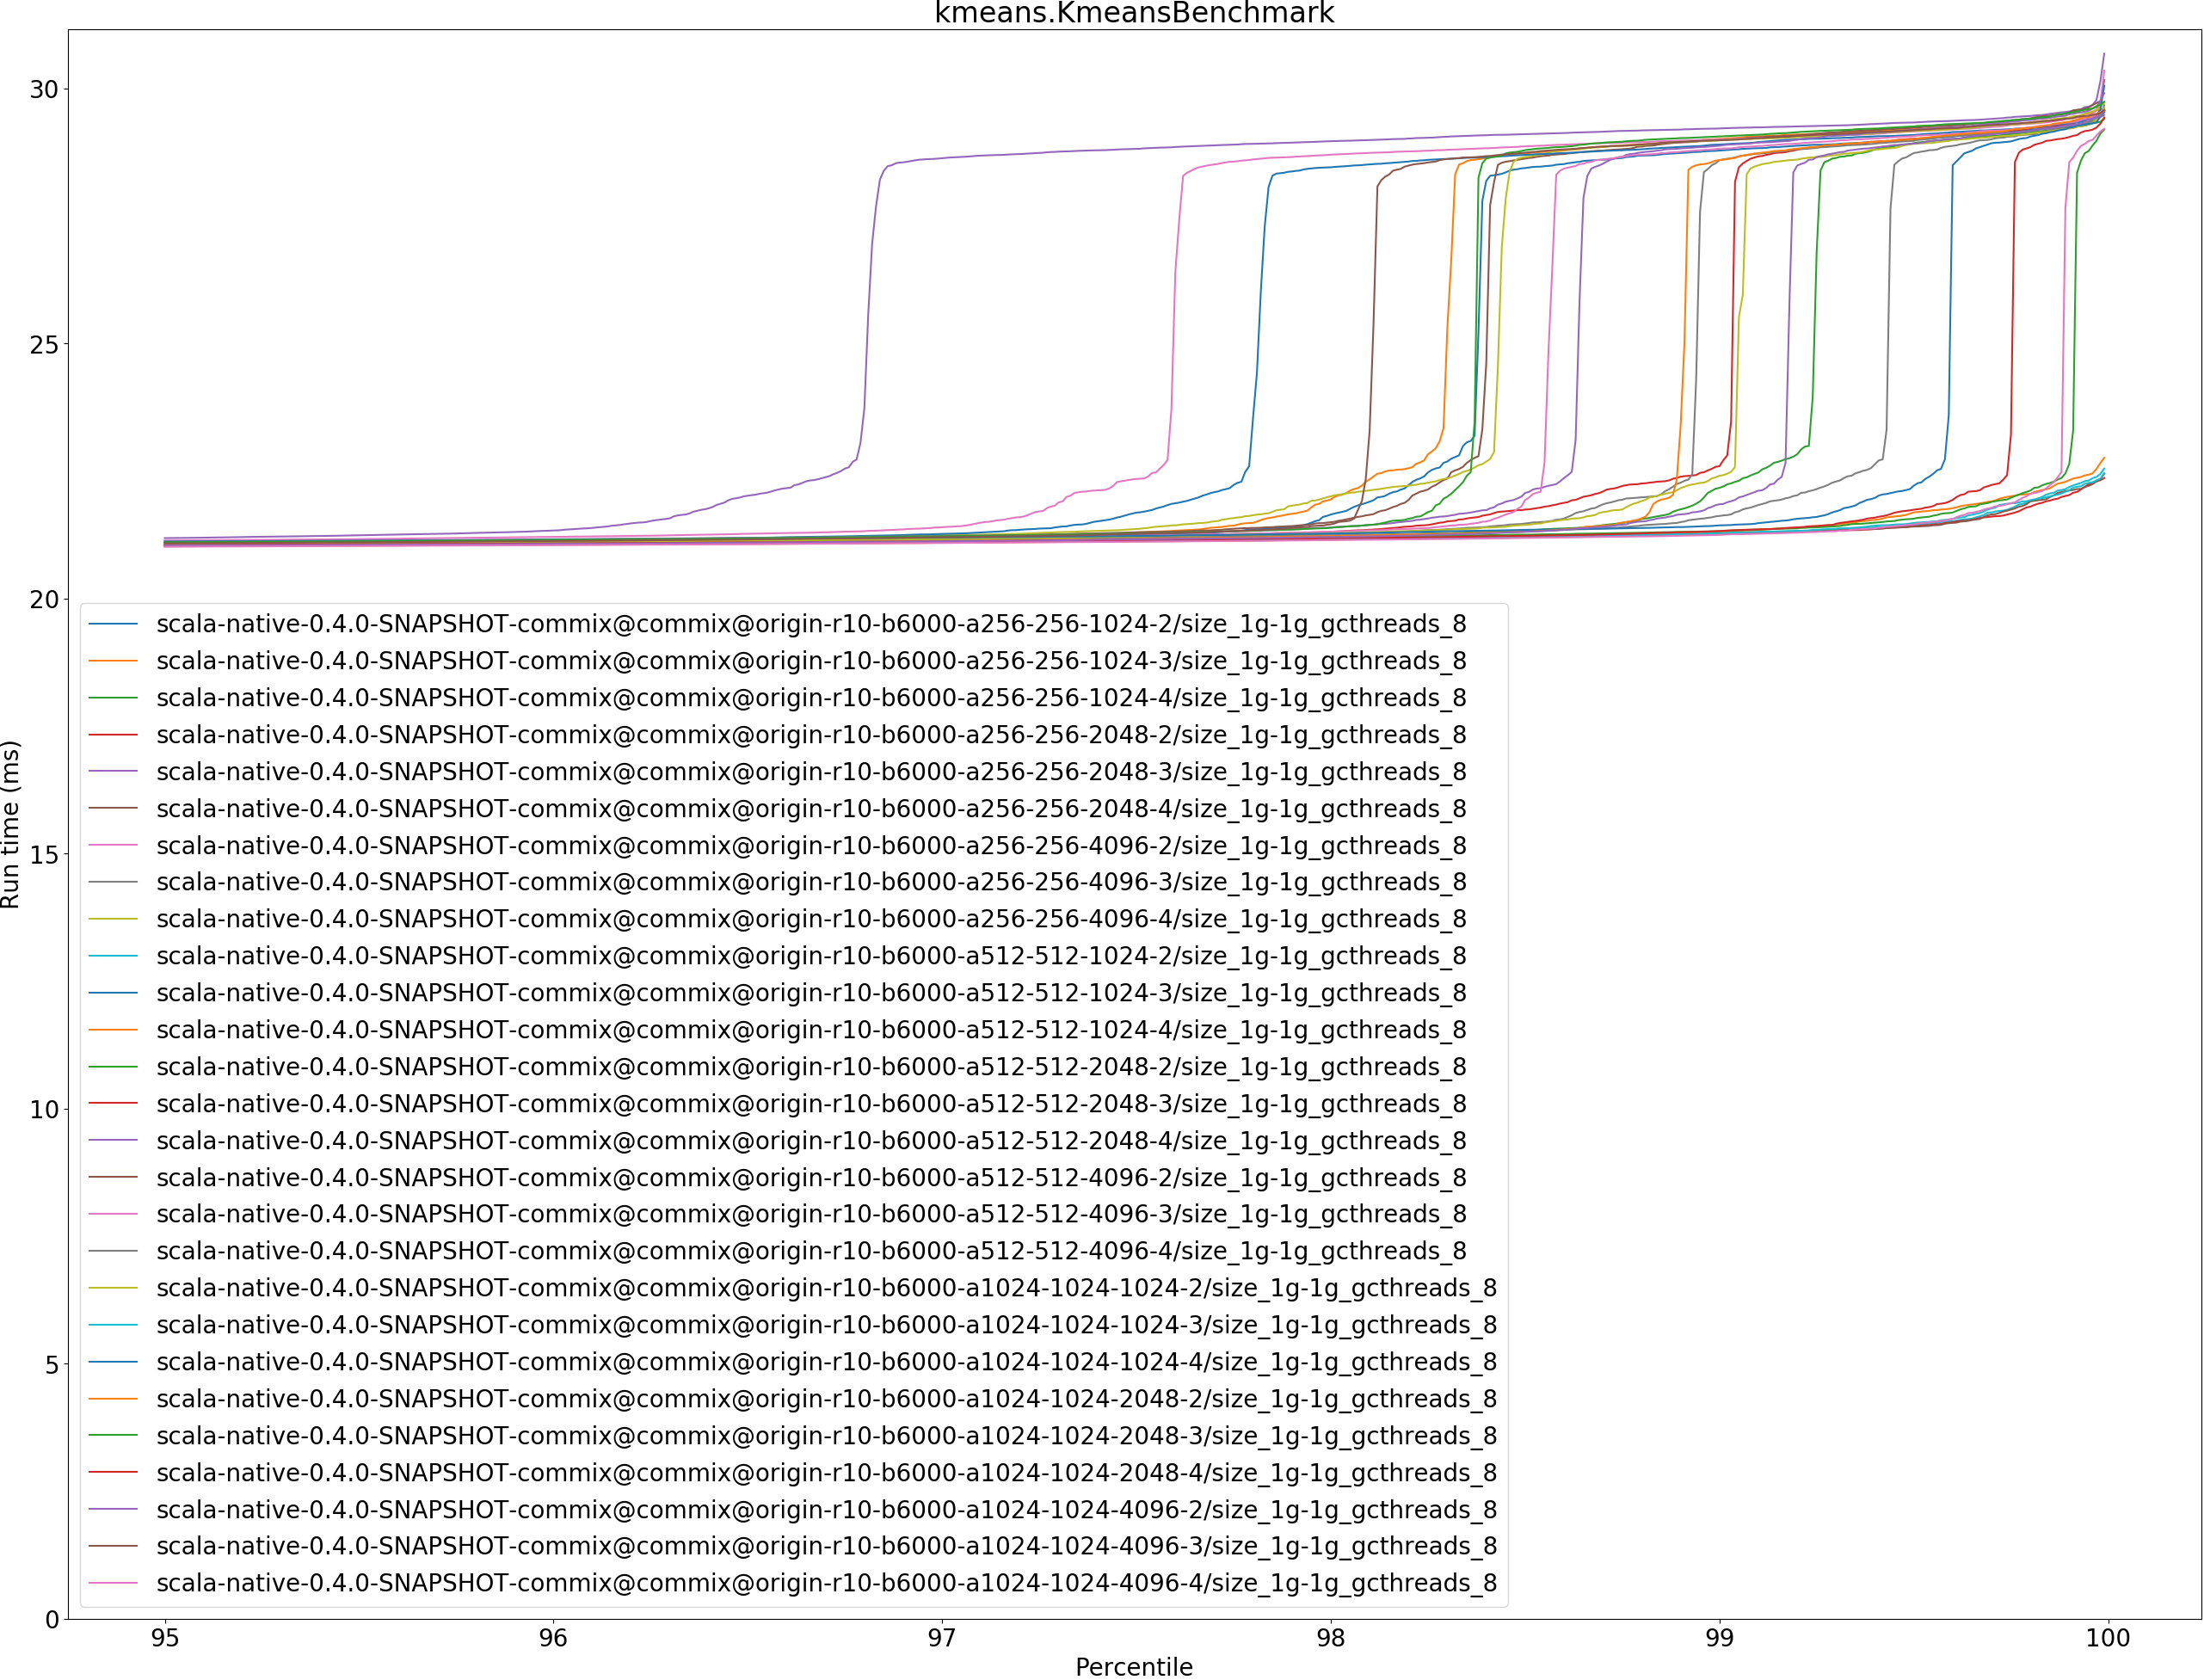 kmeans.KmeansBenchmark
30
25
20
15
10
5
0
Run time (ms)
scala-native-0.4.0-SNAPSHOT-commix@commix@origin-r10-b6000-a256-256-1024-2/size_1g-1g_gcthreads_8
scala-native-0.4.0-SNAPSHOT-commix@commix@origin-r10-b6000-a256-256-1024-3/size_1g-1g_gcthreads_8
scala-native-0.4.0-SNAPSHOT-commix@commix@origin-r10-b6000-a256-256-1024-4/size_1g-1g_gcthreads_8
scala-native-0.4.0-SNAPSHOT-commix@commix@origin-r10-b6000-a256-256-2048-2/size_1g-1g_gcthreads_8
scala-native-0.4.0-SNAPSHOT-commix@commix@origin-r10-b6000-a256-256-2048-3/size_1g-1g_gcthreads_8
scala-native-0.4.0-SNAPSHOT-commix@commix@origin-r10-b6000-a256-256-2048-4/size_1g-1g_gcthreads_8
scala-native-0.4.0-SNAPSHOT-commix@commix@origin-r10-b6000-a256-256-4096-2/size_1g-1g_gcthreads_8
scala-native-0.4.0-SNAPSHOT-commix@commix@origin-r10-b6000-a256-256-4096-3/size_1g-1g_gcthreads_8
scala-native-0.4.0-SNAPSHOT-commix@commix@origin-r10-b6000-a256-256-4096-4/size_1g-1g_gcthreads_8
scala-native-0.4.0-SNAPSHOT-commix@commix@origin-r10-b6000-a512-512-1024-2/size_1g-1g_gcthreads_8
scala-native-0.4.0-SNAPSHOT-commix@commix@origin-r10-b6000-a512-512-1024-3/size_1g-1g_gcthreads_8
scala-native-0.4.0-SNAPSHOT-commix@commix@origin-r10-b6000-a512-512-1024-4/size_1g-1g_gcthreads_8
scala-native-0.4.0-SNAPSHOT-commix@commix@origin-r10-b6000-a512-512-2048-2/size_1g-1g_gcthreads_8
scala-native-0.4.0-SNAPSHOT-commix@commix@origin-r10-b6000-a512-512-2048-3/size_1g-1g_gcthreads_8
scala-native-0.4.0-SNAPSHOT-commix@commix@origin-r10-b6000-a512-512-2048-4/size_1g-1g_gcthreads_8
scala-native-0.4.0-SNAPSHOT-commix@commix@origin-r10-b6000-a512-512-4096-2/size_1g-1g_gcthreads_8
scala-native-0.4.0-SNAPSHOT-commix@commix@origin-r10-b6000-a512-512-4096-3/size_1g-1g_gcthreads_8
scala-native-0.4.0-SNAPSHOT-commix@commix@origin-r10-b6000-a512-512-4096-4/size_1g-1g_gcthreads_8
scala-native-0.4.0-SNAPSHOT-commix@commix@origin-r10-b6000-a1024-1024-1024-2/size_1g-1g_gcthreads_8
scala-native-0.4.0-SNAPSHOT-commix@commix@origin-r10-b6000-a1024-1024-1024-3/size_1g-1g_gcthreads_8
scala-native-0.4.0-SNAPSHOT-commix@commix@origin-r10-b6000-a1024-1024-1024-4/size_1g-1g_gcthreads_8
scala-native-0.4.0-SNAPSHOT-commix@commix@origin-r10-b6000-a1024-1024-2048-2/size_1g-1g_gcthreads_8
scala-native-0.4.0-SNAPSHOT-commix@commix@origin-r10-b6000-a1024-1024-2048-3/size_1g-1g_gcthreads_8
scala-native-0.4.0-SNAPSHOT-commix@commix@origin-r10-b6000-a1024-1024-2048-4/size_1g-1g_gcthreads_8
scala-native-0.4.0-SNAPSHOT-commix@commix@origin-r10-b6000-a1024-1024-4096-2/size_1g-1g_gcthreads_8
scala-native-0.4.0-SNAPSHOT-commix@commix@origin-r10-b6000-a1024-1024-4096-3/size_1g-1g_gcthreads_8
scala-native-0.4.0-SNAPSHOT-commix@commix@origin-r10-b6000-a1024-1024-4096-4/size_1g-1g_gcthreads_8
95 96 97 98 99 100
Percentile